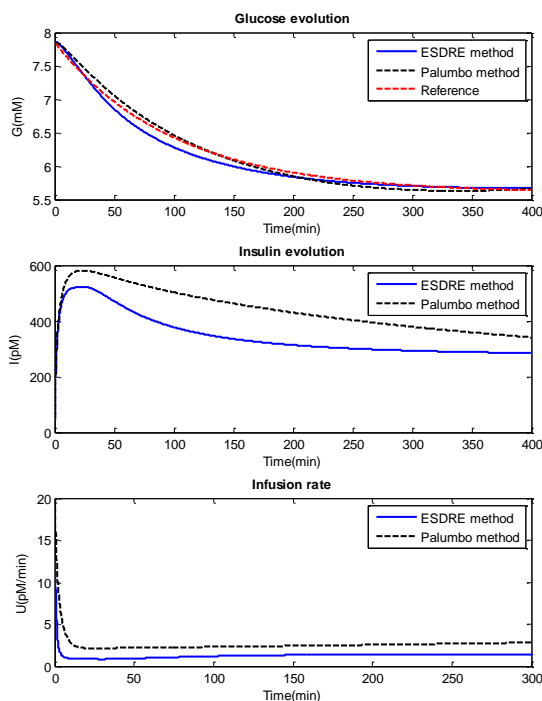 Glucose evolution
8
7.5
7
6.5
6
5.5
G(mM)
ESDRE method
Palumbo method
Reference
0 50 100 150 200 250 300 350 400
Time(min)
Insulin evolution
600
400
200
0
I(pM)
ESDRE method
Palumbo method
0 50 100 150 200 250 300 350 400
Time(min)
Infusion rate
20
15
10
5
0
U(pM/min)
ESDRE method
Palumbo method
0 50 100 150 200 250 300
Time(min)